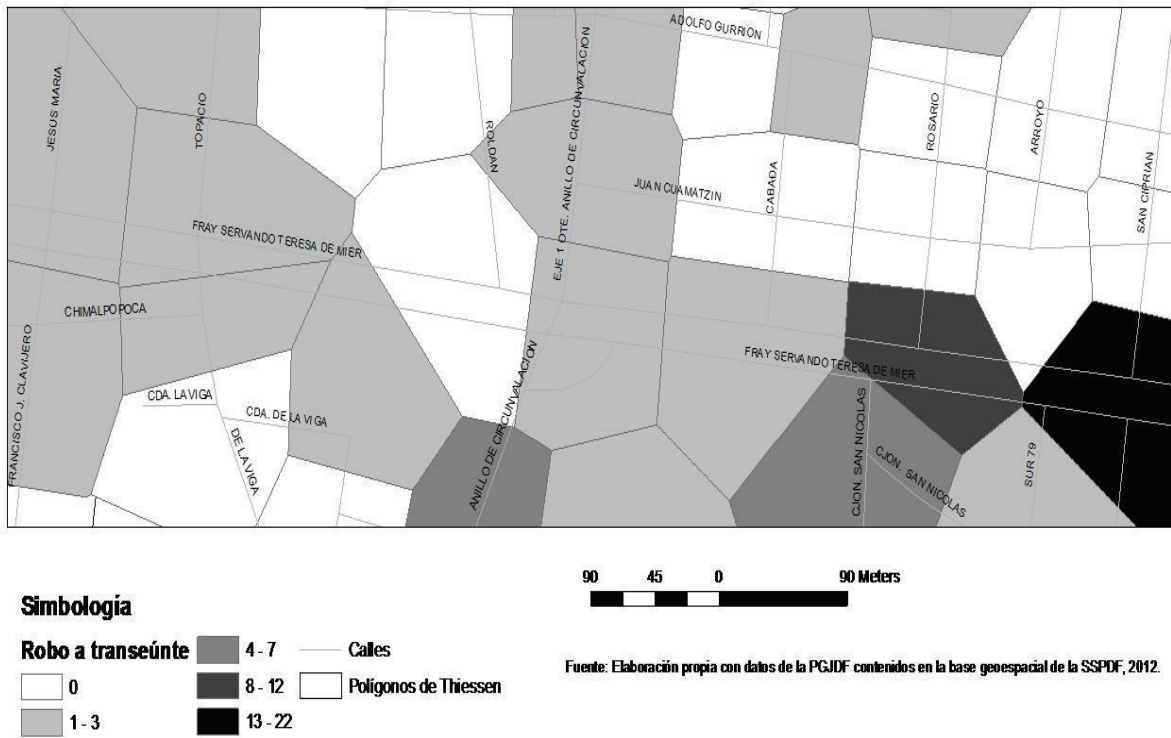 ADOLFO GURRION
JESUS MARIA
TOPACIO
ROLDAN
EJE 1 OTE. ANILLO DE CIRCUNVALACION
CABADA
ROSARIO
ARROYO
SAN CIPRIAN
JUAN CUAMATZIN
FRAY SERVANDO TERESA DE MIER
CHIMALPOPOCA
FRANCISCO J. CLAVIJERO
CDA. LA VIGA
CDA. DE LA VIGA
DE LA VIGA
ANILLO DE CIRCUNVALACION
FRAY SERVANDO TERESA DE MIER
CJON. SAN NICOLAS
CJON. SAN NICOLAS
SUR 79
90 45 0 90 Meters
Simbología
Robo a transeúnte
0
1 - 3
4 - 7
8 - 12
13 - 22
Calles
Polígonos de Thiessen
Fuente: Elaboración propia con datos de la PGJDF contenidos en la base geoespacial de la SSPDF, 2012.